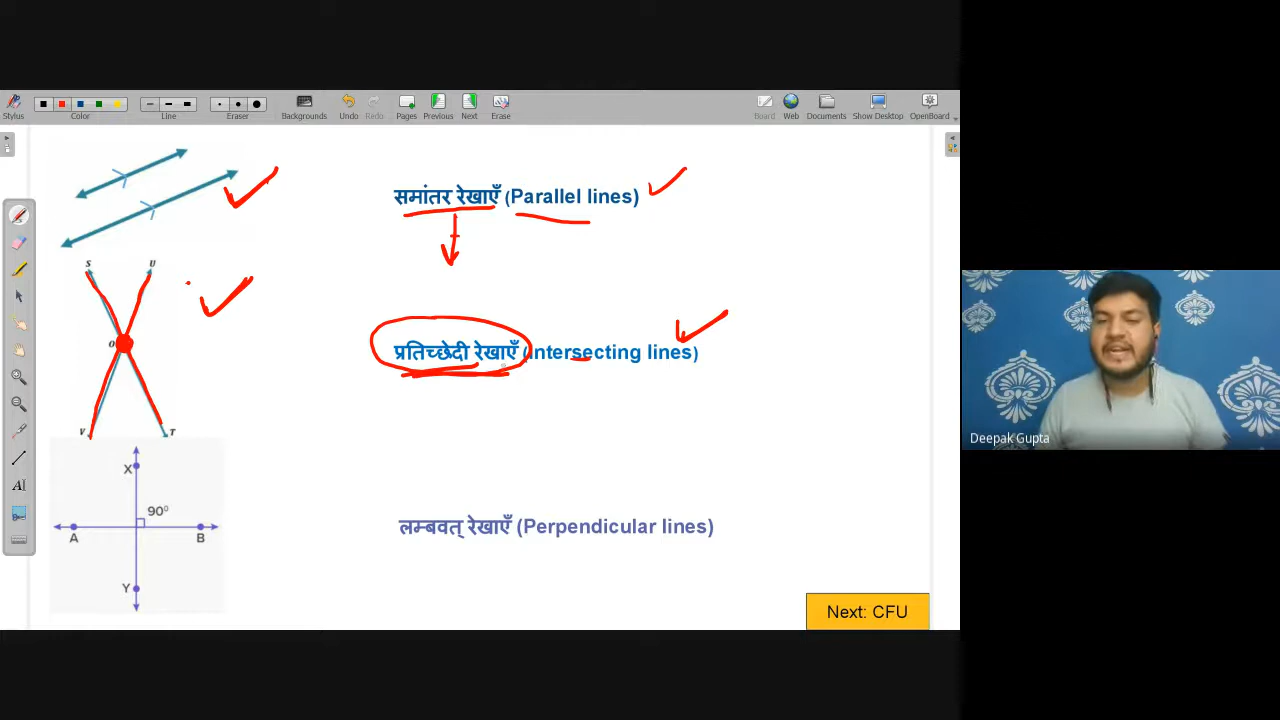 Stylus
Color
Line
Eraser
Backgrounds
Undo
Redo
Pages
Previous
Next
Erase
Board
Web
Documents
Show Desktop
OpenBoard
समांतर रेखाएँ (Parallel lines)
S
U
O
V
T
प्रतिच्छेदी रेखाएँ (Intersecting lines)
X
90⁰
A
B
Y
लम्बवत् रेखाएँ (Perpendicular lines)
Next: CFU
Deepak Gupta